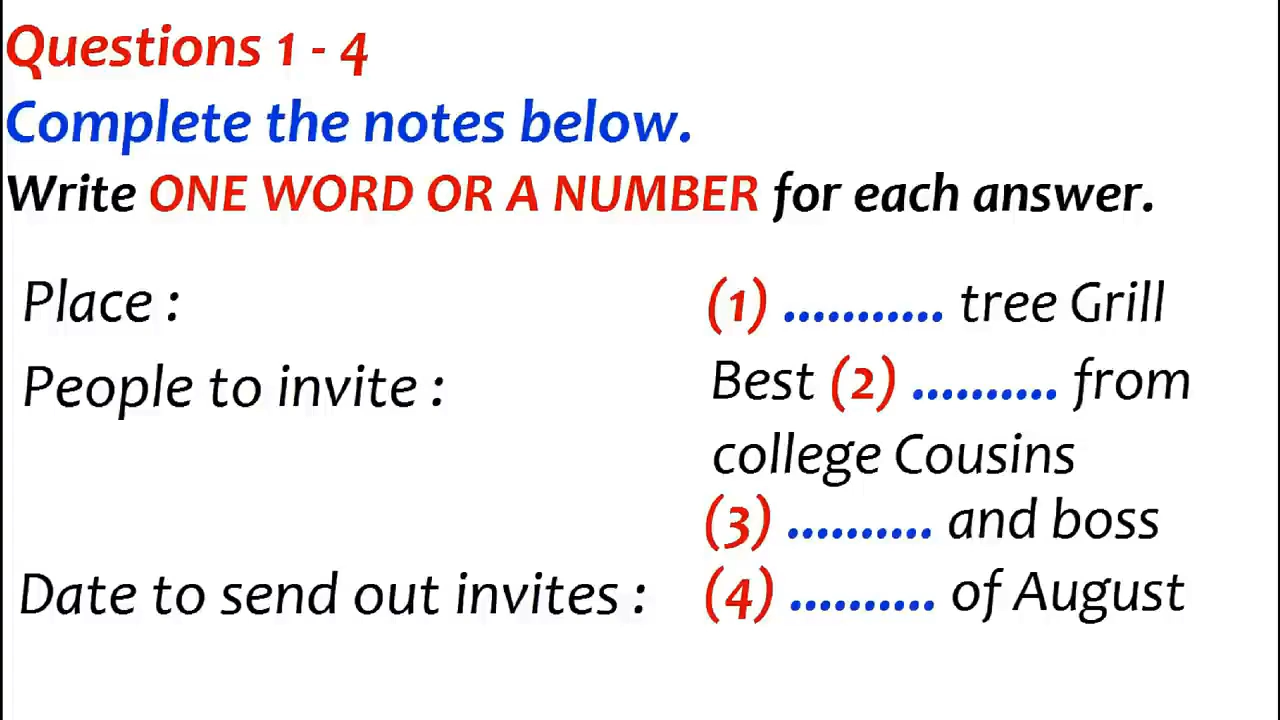 Questions 1 - 4
Complete the notes below.
Write ONE WORD OR A NUMBER for each answer.
Place : (1) ........... tree Grill
People to invite : Best (2) .......... from
college Cousins
(3) .......... and boss
Date to send out invites : (4) .......... of August